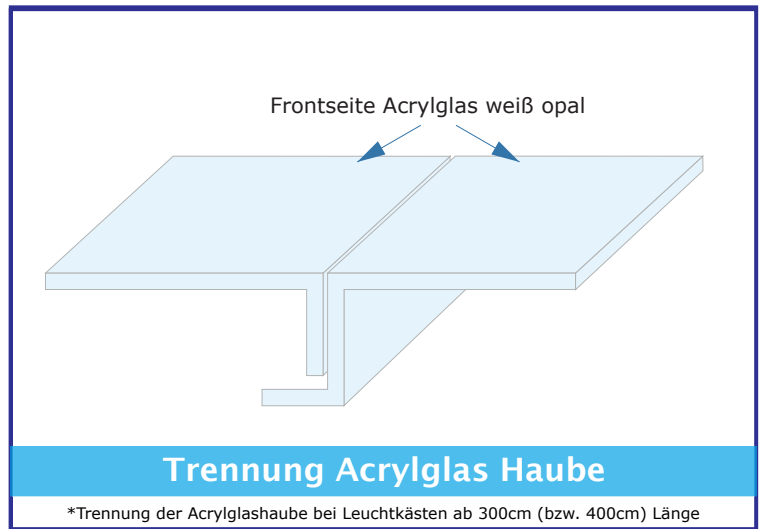 Frontseite Acrylglas weiß opal
Trennung Acrylglas Haube
*Trennung der Acrylglashaube bei Leuchtkästen ab 300cm (bzw. 400cm) Länge